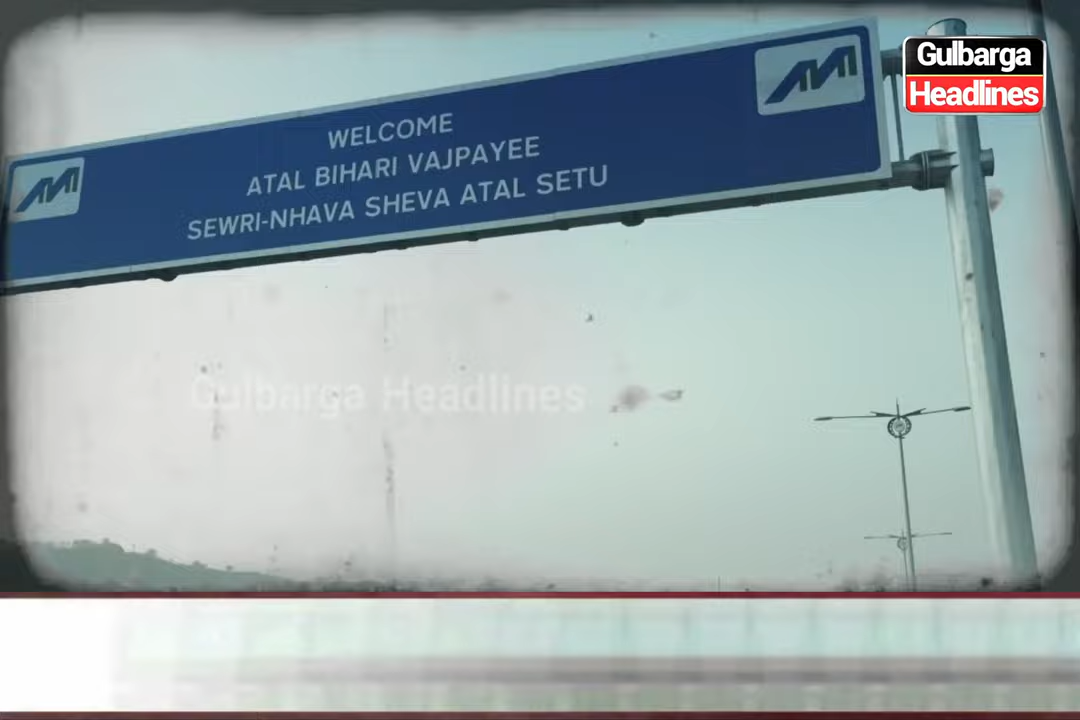 Gulbarga
Headlines
WELCOME
ATAL BIHARI VAJPAYEE
SEWRI-NHAVA SHEVA ATAL SETU
Gulbarga Headlines